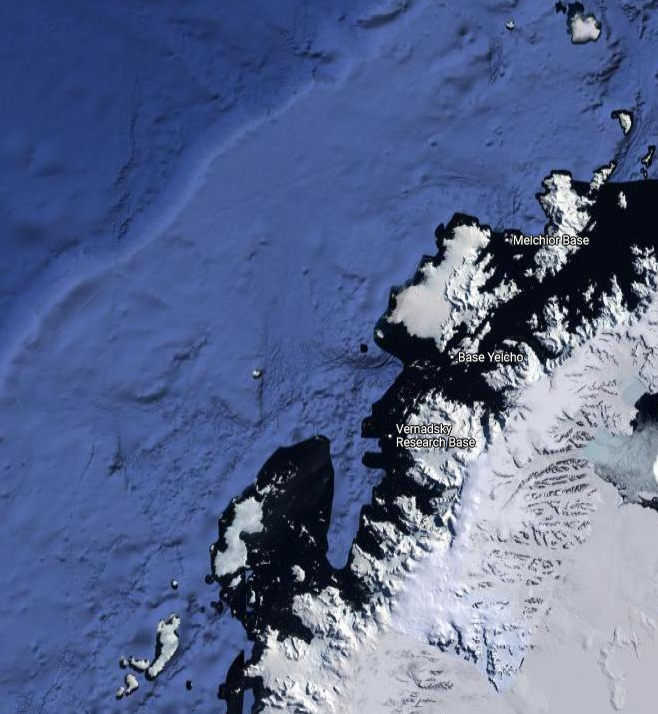 Melchior Base
Base Yelcho
Vernadsky
Research Base